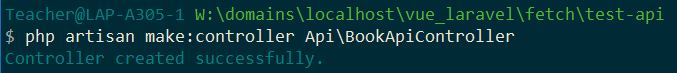 Teacher@LAP-A305-1 W:\domains\localhost\vue_laravel\fetch\test-api
$ php artisan make:controller Api\BookApiController
Controller created successfully.